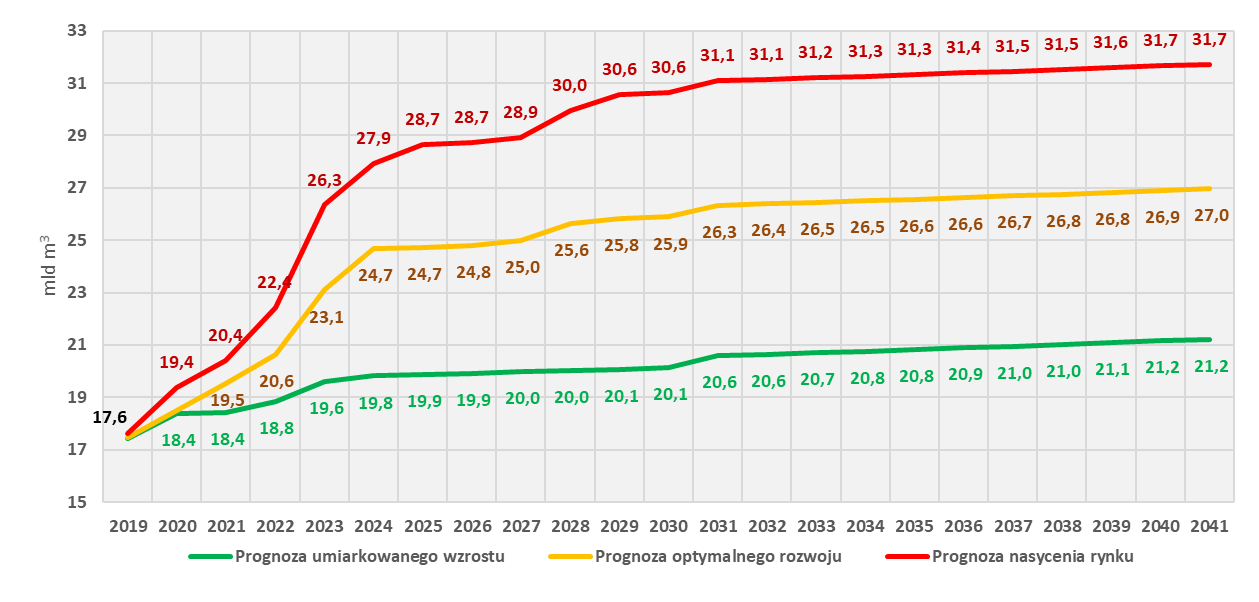 33
31
29
27
25
23
21
19
17
15
mld m³
31,1 31,1 31,2 31,3 31,3 31,4 31,5 31,5 31,6 31,7 31,7
17,6 19,4 20,4 22,4 26,3 27,9 28,7 28,7 28,9 30,0 30,6 30,6
19,5 20,6 23,1 24,7 24,7 24,8 25,0 25,6 25,8 25,9 26,3 26,4 26,5 26,5 26,6 26,6 26,7 26,8 26,8 26,9 27,0
18,4 18,4 18,8 19,6 19,8 19,9 19,9 20,0 20,0 20,1 20,1 20,6 20,6 20,7 20,8 20,8 20,9 21,0 21,0 21,1 21,2 21,2
2019 2020 2021 2022 2023 2024 2025 2026 2027 2028 2029 2030 2031 2032 2033 2034 2035 2036 2037 2038 2039 2040 2041
Prognoza umiarkowanego wzrostu Prognoza optymalnego rozwoju Prognoza nasycenia rynku